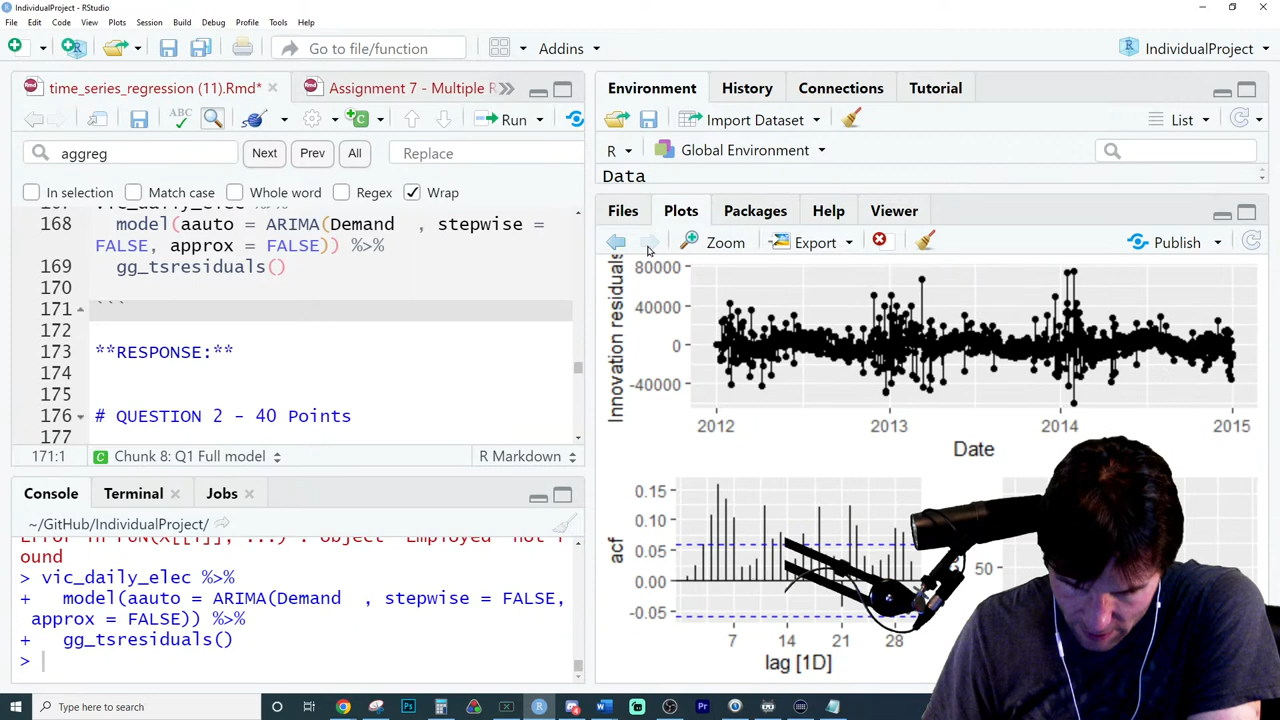 IndividualProject - RStudio
File Edit Code View Plots Session Build Debug Profile Tools Help
Go to file/function
Addins
IndividualProject
time_series_regression (11).Rmd*
Assignment 7 - Multiple R
Run
aggreg
Next
Prev
All
Replace
In selection
Match case
Whole word
Regex
Wrap
168 model(aauto = ARIMA(Demand , stepwise =
FALSE, approx = FALSE)) %>%
169 gg_tsresiduals()
170
171 ```
172
173 **RESPONSE:**
174
175
176 # QUESTION 2 - 40 Points
177
171:1
Chunk 8: Q1 Full model
R Markdown
Console
Terminal
Jobs
~/GitHub/IndividualProject/
ound
> vic_daily_elec %>%
+ model(aauto = ARIMA(Demand , stepwise = FALSE,
approx = FALSE)) %>%
+ gg_tsresiduals()
>
Environment
History
Connections
Tutorial
Import Dataset
List
R
Global Environment
Data
Files
Plots
Packages
Help
Viewer
Zoom
Export
Publish
Innovation residuals
80000
40000
0
-40000
2012
2013
2014
2015
Date
acf
0.15
0.10
0.05
0.00
-0.05
7
14
21
28
lag [1D]
50
Type here to search